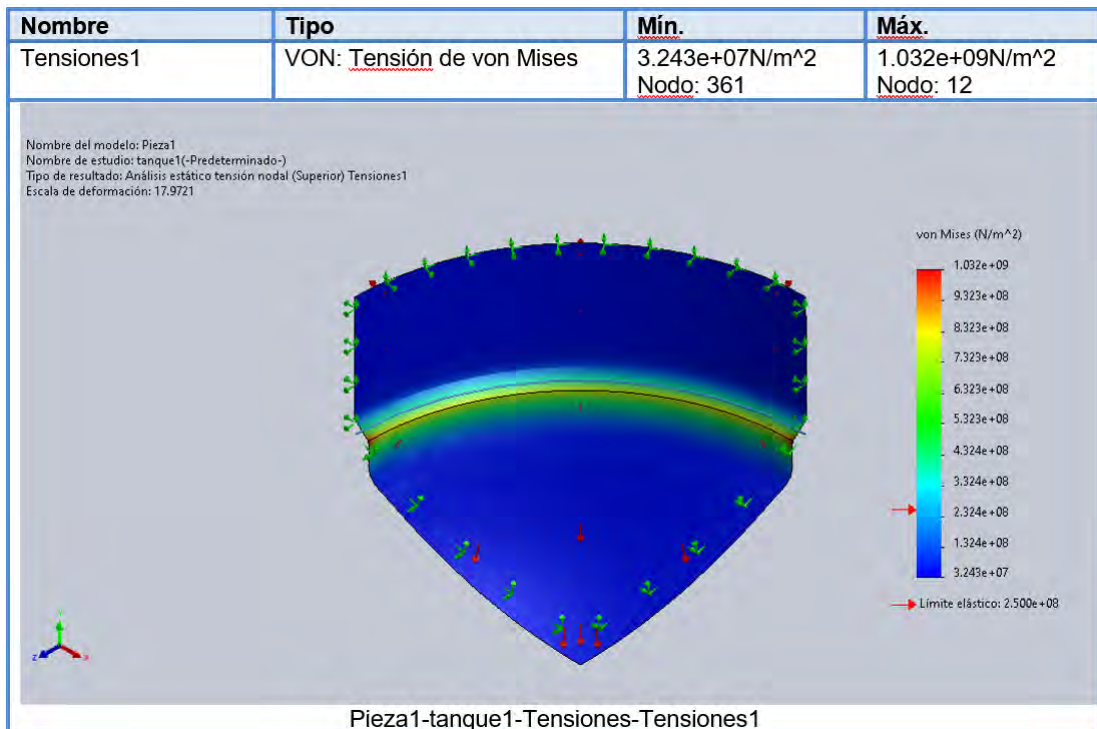 Nombre Tipo Mín. Máx.
Tensiones1 VON: Tensión de von Mises 3.243e+07N/m^2 1.032e+09N/m^2
Nodo: 361 Nodo: 12
Nombre del modelo: Pieza1
Nombre de estudio: tanque1(-Predeterminado-)
Tipo de resultado: Análisis estático tensión nodal (Superior) Tensiones1
Escala de deformación: 17.9721
von Mises (N/m^2)
1.032e+09
9.323e+08
8.323e+08
7.323e+08
6.323e+08
5.323e+08
4.324e+08
3.324e+08
2.324e+08
1.324e+08
3.243e+07
Límite elástico: 2.500e+08
Y
Z X
Pieza1-tanque1-Tensiones-Tensiones1